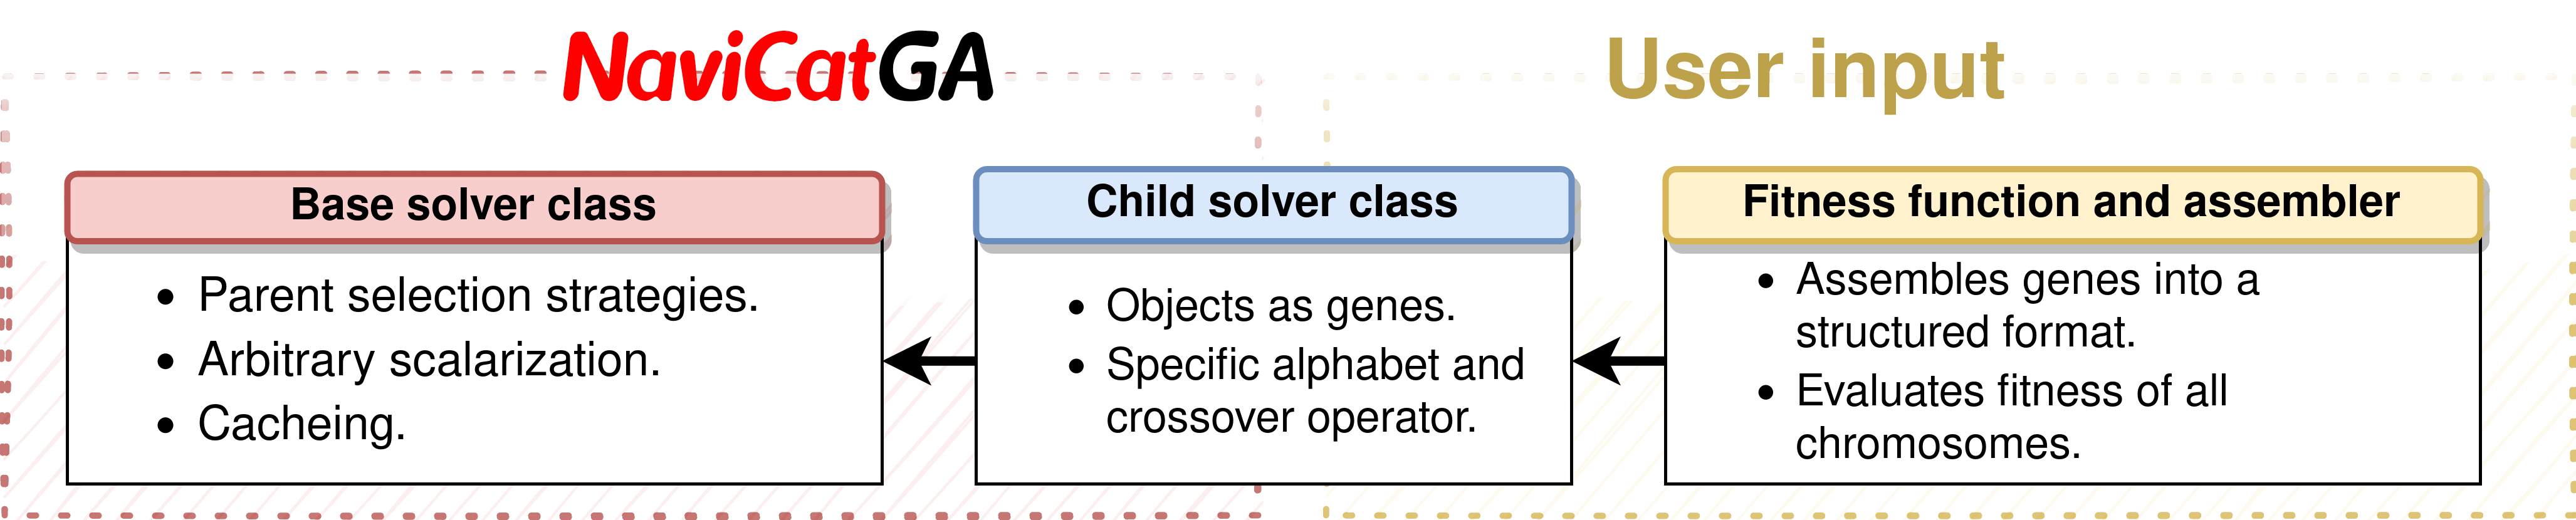 NaviCatGA
User input
Base solver class
• Parent selection strategies.
• Arbitrary scalarization.
• Cacheing.
Child solver class
• Objects as genes.
• Specific alphabet and
crossover operator.
Fitness function and assembler
• Assembles genes into a
structured format.
• Evaluates fitness of all
chromosomes.